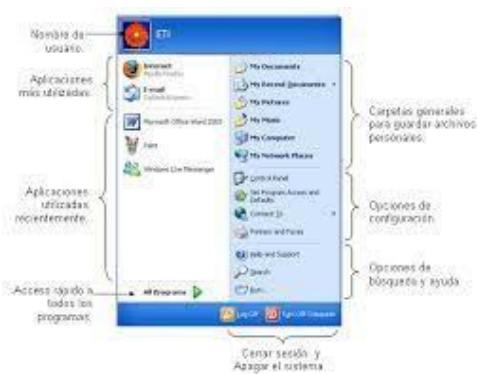 Nombre de
usuario.
ETI
Aplicaciones
más utilizadas.
Internet
Mozilla Firefox
E-mail
Microsoft Office Word 2003
Paint
Windows Live Messenger
Aplicaciones
utilizadas
recientemente.
Acceso rápido a
todos los
programas.
All Programs
My Documents
My Recent Documents
My Pictures
My Music
My Computer
My Network Places
Carpetas generales
para guardar archivos
personales.
Control Panel
Set Program Access and
Defaults
Connect To
Printers and Faxes
Opciones de
configuración.
Help and Support
Search
Run...
Opciones de
búsqueda y ayuda
Log Off
Turn Off Computer
Cerrar sesión y
Apagar el sistema